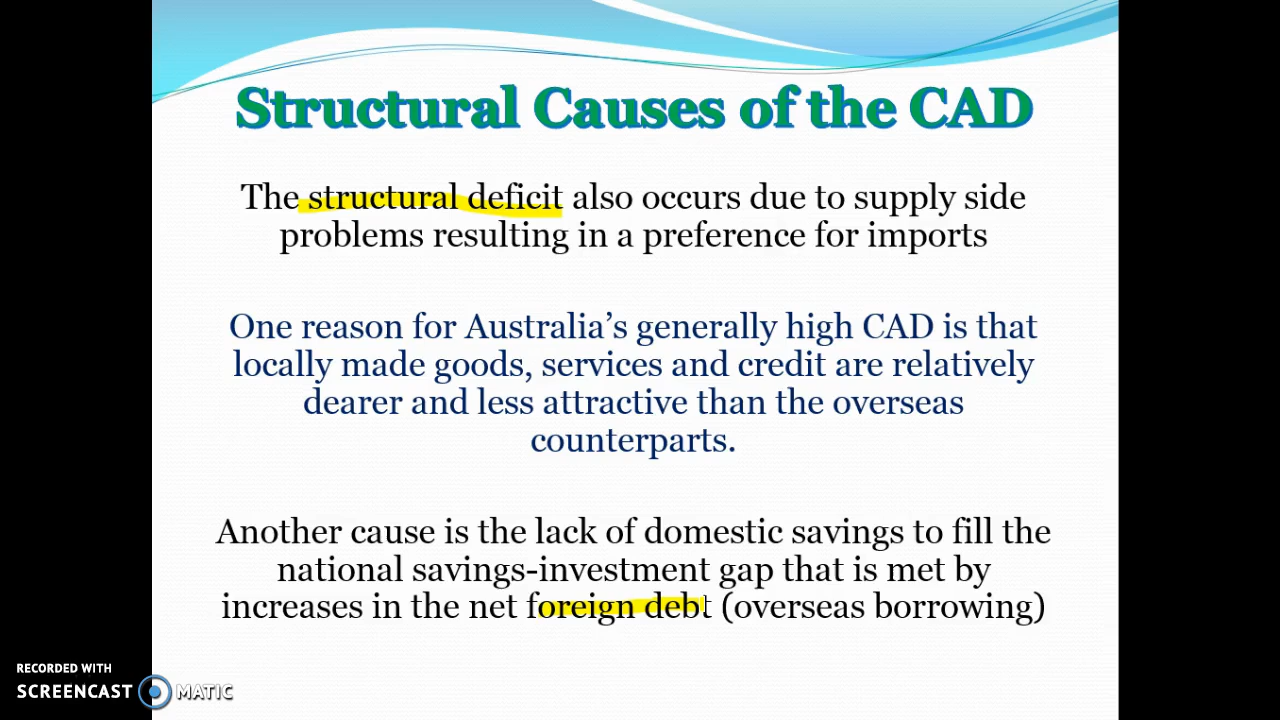 Structural Causes of the CAD
The structural deficit also occurs due to supply side
problems resulting in a preference for imports
One reason for Australia’s generally high CAD is that
locally made goods, services and credit are relatively
dearer and less attractive than the overseas
counterparts.
Another cause is the lack of domestic savings to fill the
national savings-investment gap that is met by
increases in the net foreign debt (overseas borrowing)
RECORDED WITH
SCREENCAST MATIC